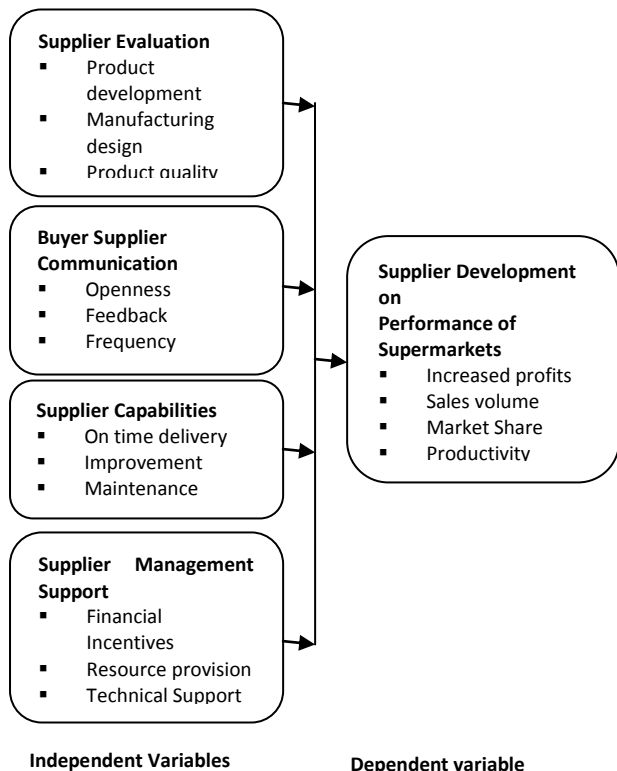 Supplier Evaluation
▪ Product
development
▪ Manufacturing
design
▪ Product quality
Buyer Supplier
Communication
▪ Openness
▪ Feedback
▪ Frequency
Supplier Capabilities
▪ On time delivery
▪ Improvement
▪ Maintenance
Supplier Management
Support
▪ Financial
Incentives
▪ Resource provision
▪ Technical Support
Independent Variables
Supplier Development
on
Performance of
Supermarkets
▪ Increased profits
▪ Sales volume
▪ Market Share
▪ Productivity
Dependent variable